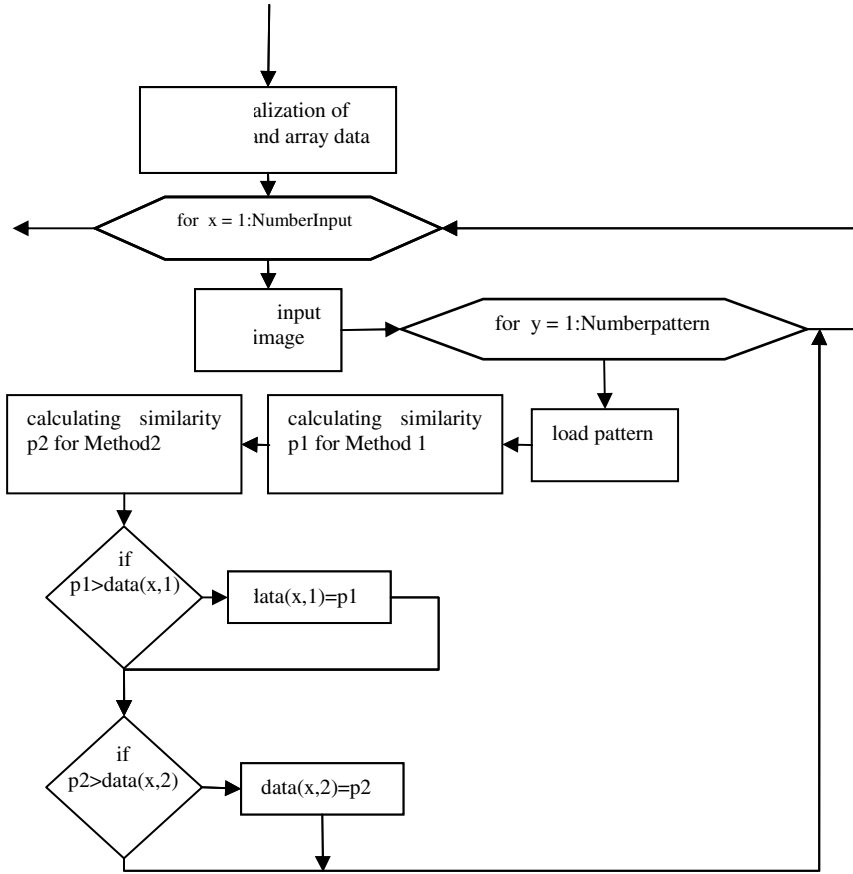 alization of
and array data
for x = 1:NumberInput
input
image
for y = 1:Numberpattern
load pattern
calculating similarity
p1 for Method 1
calculating similarity
p2 for Method2
if
p1>data(x,1)
data(x,1)=p1
if
p2>data(x,2)
data(x,2)=p2